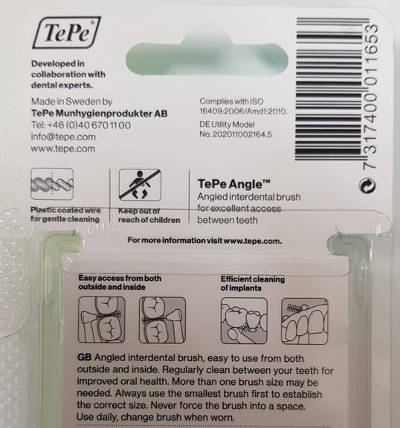 TePe®
Developed in
collaboration with
dental experts.
Made in Sweden by
TePe Munhygienprodukter AB
Tel: +46 (0)40 670 11 00
info@tepe.com
www.tepe.com
Complies with ISO
16409:2006/Amd1:2010.
DE Utility Model
No. 202011002164.5
7 317400 011653
Plastic coated wire
for gentle cleaning
Keep out of
reach of children
TePe Angle™
Angled interdental brush
for excellent access
between teeth
For more information visit www.tepe.com.
Easy access from both
outside and inside
Efficient cleaning
of implants
GB Angled interdental brush, easy to use from both
outside and inside. Regularly clean between your teeth for
improved oral health. More than one brush size may be
needed. Always use the smallest brush first to establish
the correct size. Never force the brush into a space.
Use daily, change brush when worn.